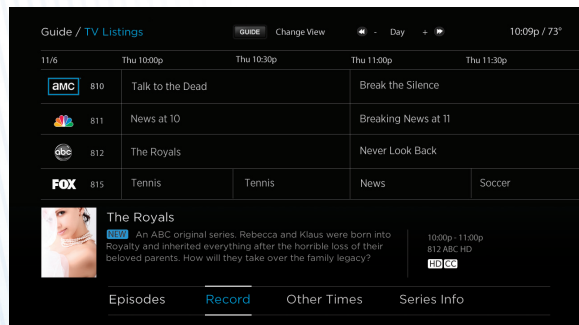 Guide / TV Listings
GUIDE Change View - Day + 10:09p / 73°
11/6 Thu 10:00p Thu 10:30p Thu 11:00p Thu 11:30p
aMC 810 Talk to the Dead Break the Silence
811 News at 10 Breaking News at 11
abc 812 The Royals Never Look Back
FOX 815 Tennis Tennis News Soccer
The Royals
NEW An ABC original series. Rebecca and Klaus were born into
Royalty and inherited everything after the horrible loss of their
beloved parents. How will they take over the family legacy?
10:00p - 11:00p
812 ABC HD
HD CC
Episodes Record Other Times Series Info